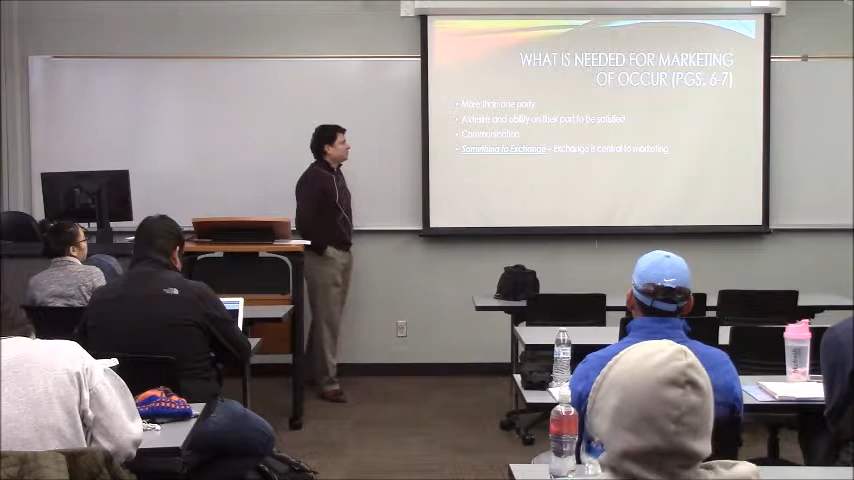 WHAT IS NEEDED FOR MARKETING
OF OCCUR (PGS, 6-7)
• More than one party
• A desire and ability on their part to be satisfied
• Communication
• Something to Exchange – Exchange is central to marketing